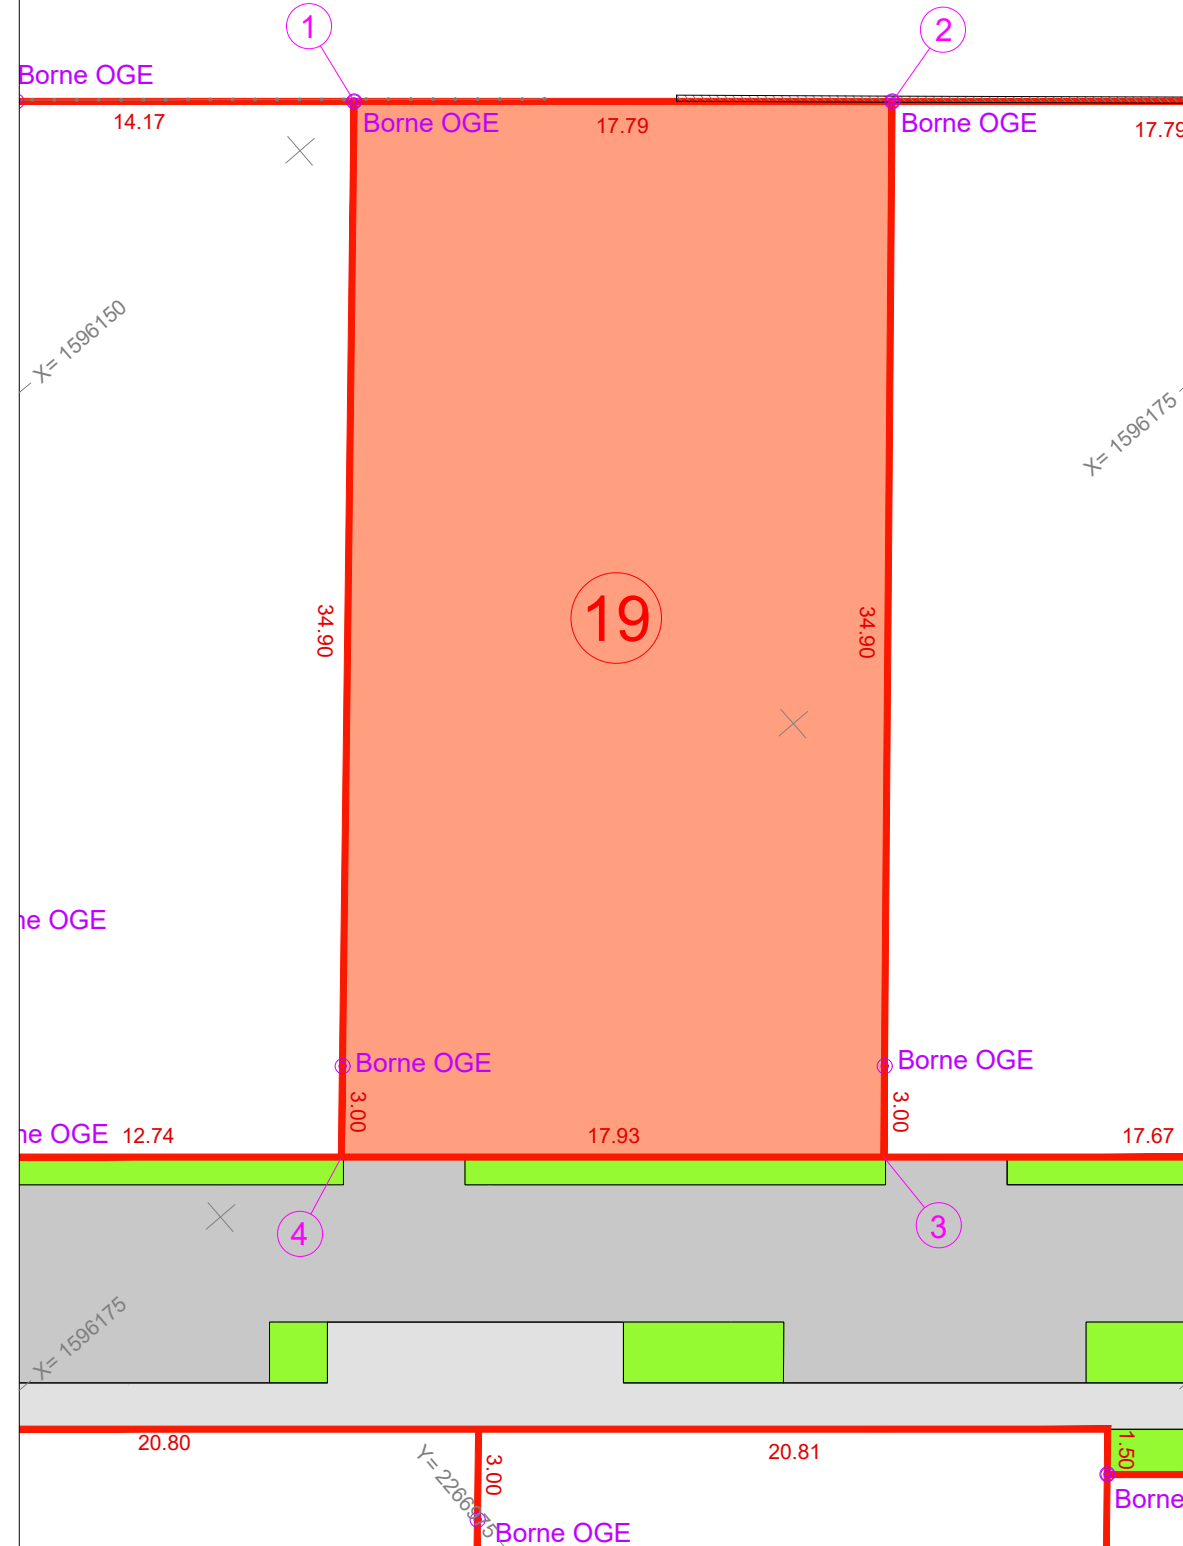 1
2
Borne OGE
14.17
Borne OGE
17.79
Borne OGE
17.79
X= 1596150
X= 1596175
34.90
19
34.90
ne OGE
Borne OGE
Borne OGE
3.00
3.00
ne OGE
12.74
17.93
17.67
4
3
X= 1596175
20.80
Y= 2266975
3.00
20.81
1.50
Borne
Borne OGE